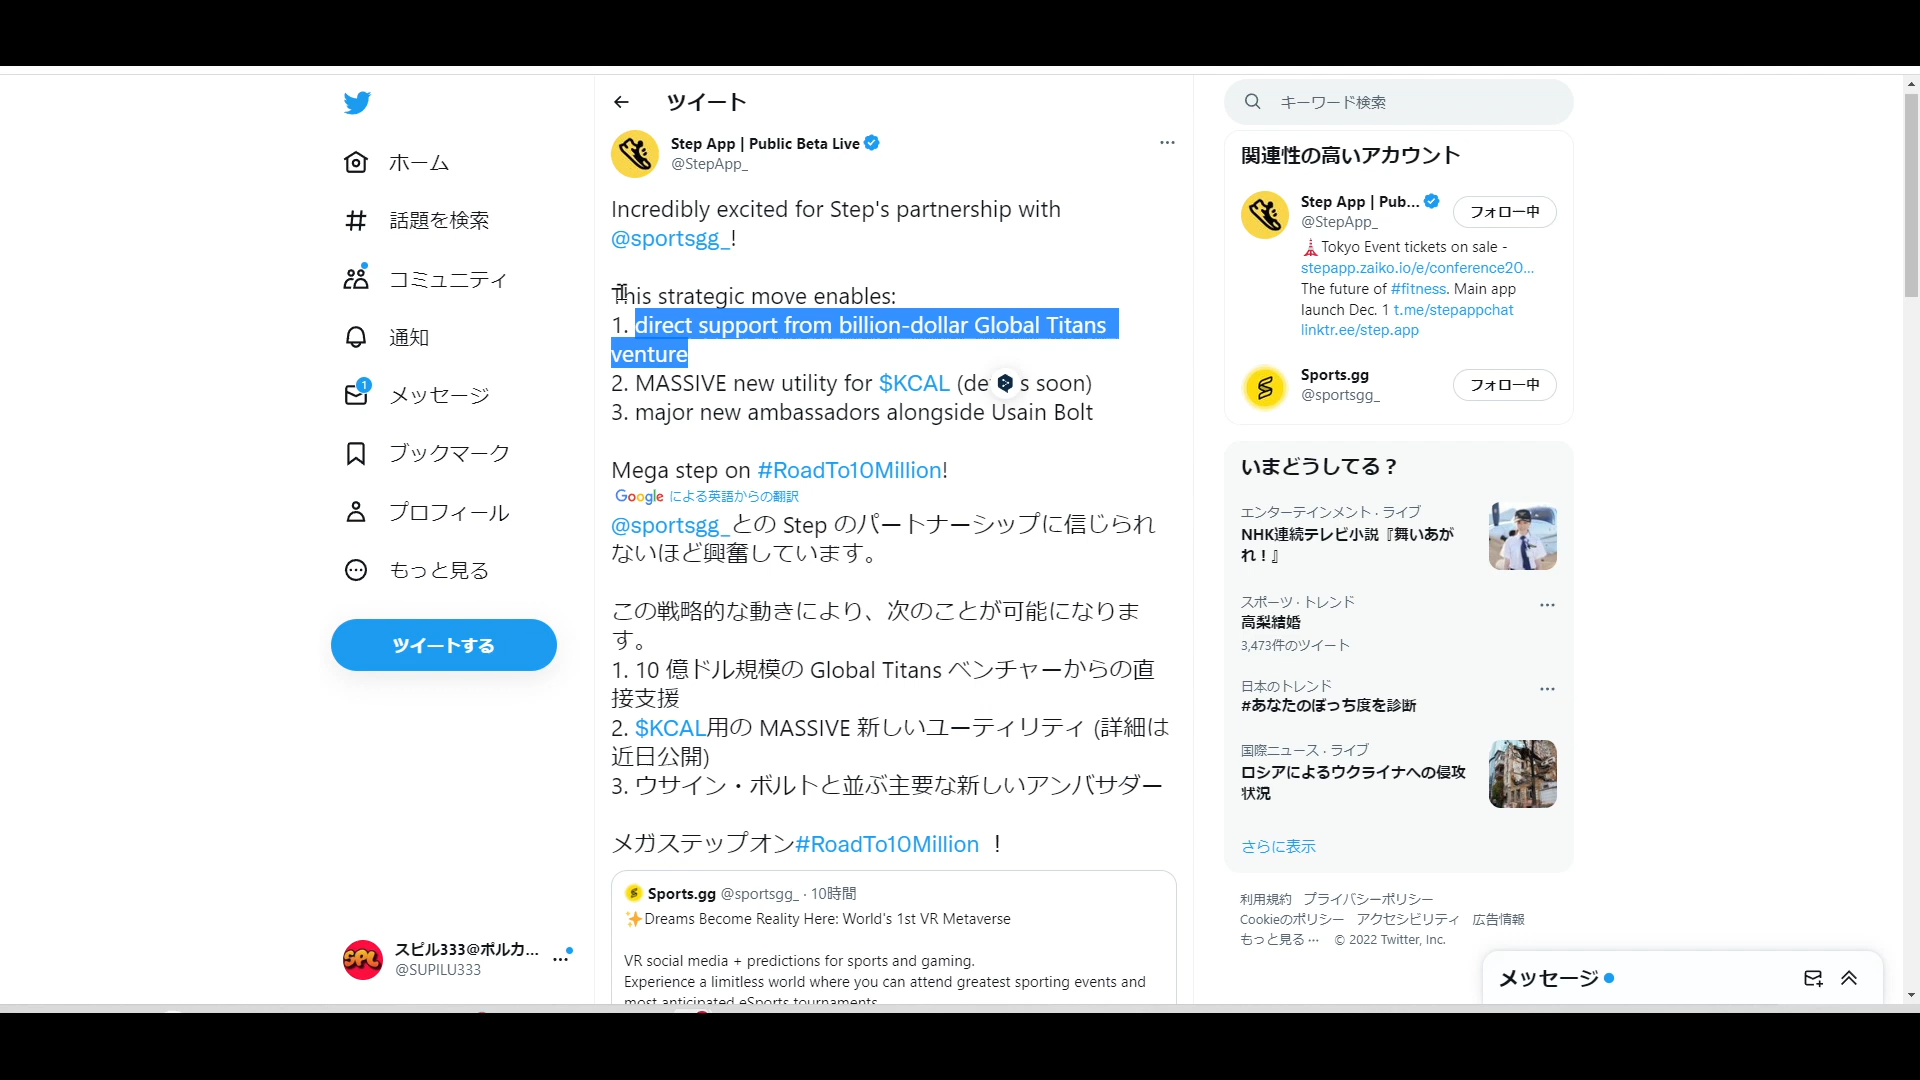 ホーム
話題を検索
コミュニティ
通知
1
メッセージ
ブックマーク
プロフィール
もっと見る
ツイートする
SPL
スピル333@ポルカ...
@SUPILU333
ツイート
Step App | Public Beta Live
@StepApp_
Incredibly excited for Step's partnership with
@sportsgg_!
This strategic move enables:
1. direct support from billion-dollar Global Titans
venture
2. MASSIVE new utility for $KCAL (de s soon)
3. major new ambassadors alongside Usain Bolt
Mega step on #RoadTo10Million!
Google による英語からの翻訳
@sportsgg_との Step のパートナーシップに信じられ
ないほど興奮しています。
この戦略的な動きにより、次のことが可能になりま
す。
1. 10 億ドル規模の Global Titans ベンチャーからの直
接支援
2. $KCAL用の MASSIVE 新しいユーティリティ (詳細は
近日公開)
3. ウサイン・ボルトと並ぶ主要な新しいアンバサダー
メガステップオン#RoadTo10Million ！
Sports.gg @sportsgg_ · 10時間
✨Dreams Become Reality Here: World's 1st VR Metaverse
VR social media + predictions for sports and gaming.
Experience a limitless world where you can attend greatest sporting events and
most anticipated eSports tournaments
キーワード検索
関連性の高いアカウント
Step App | Pub...
@StepApp_
フォロー中
🗼Tokyo Event tickets on sale -
stepapp.zaiko.io/e/conference20...
The future of #fitness. Main app
launch Dec. 1 t.me/stepappchat
linktr.ee/step.app
Sports.gg
@sportsgg_
フォロー中
いまどうしてる？
エンターテインメント · ライブ
NHK連続テレビ小説『舞いあが
れ！』
スポーツ · トレンド
高梨結婚
3,473件のツイート
日本のトレンド
#あなたのぼっち度を診断
国際ニュース · ライブ
ロシアによるウクライナへの侵攻
状況
さらに表示
利用規約 プライバシーポリシー
Cookieのポリシー アクセシビリティ 広告情報
もっと見る ... © 2022 Twitter, Inc.
メッセージ